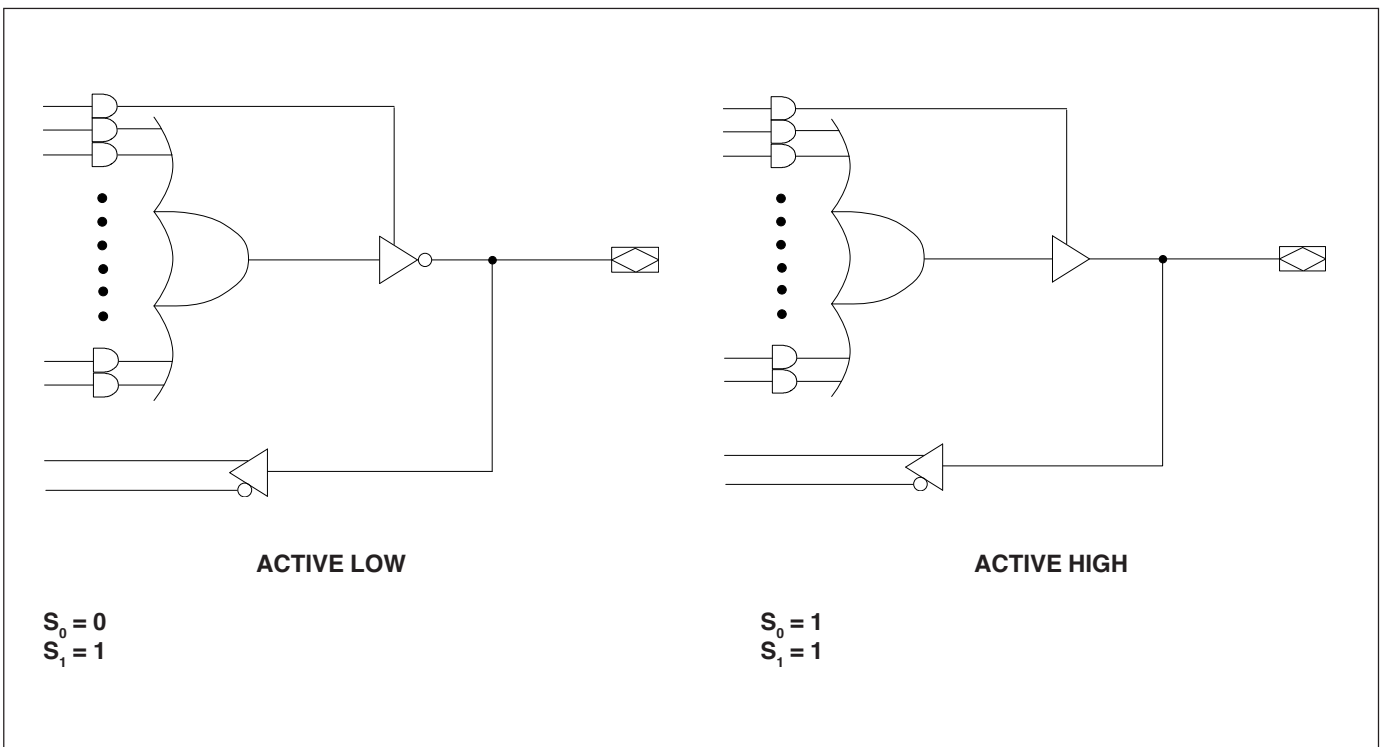 ACTIVE LOW
S₀ = 0
S₁ = 1
ACTIVE HIGH
S₀ = 1
S₁ = 1